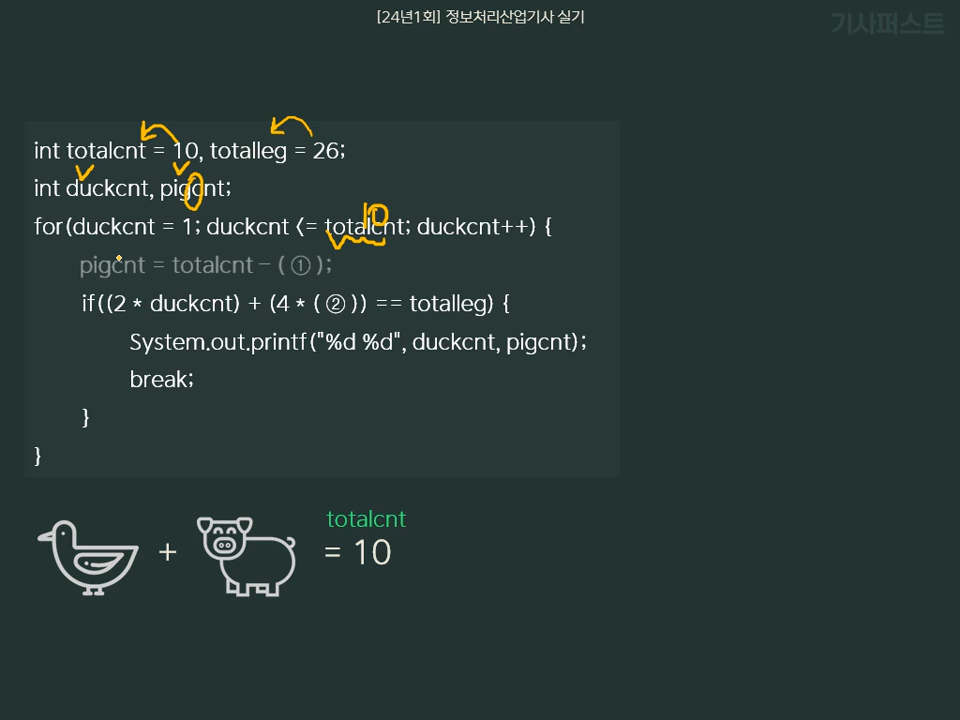 [24년1회] 정보처리산업기사 실기
기사퍼스트
int totalcnt = 10, totalleg = 26;
int duckcnt, pigcnt;
10
for(duckcnt = 1; duckcnt <= totalcnt; duckcnt++) {
pigcnt = totalcnt - ( ① );
if((2 * duckcnt) + (4 * ( ② )) == totalleg) {
System.out.printf("%d %d", duckcnt, pigcnt);
break;
}
}
totalcnt
+ = 10